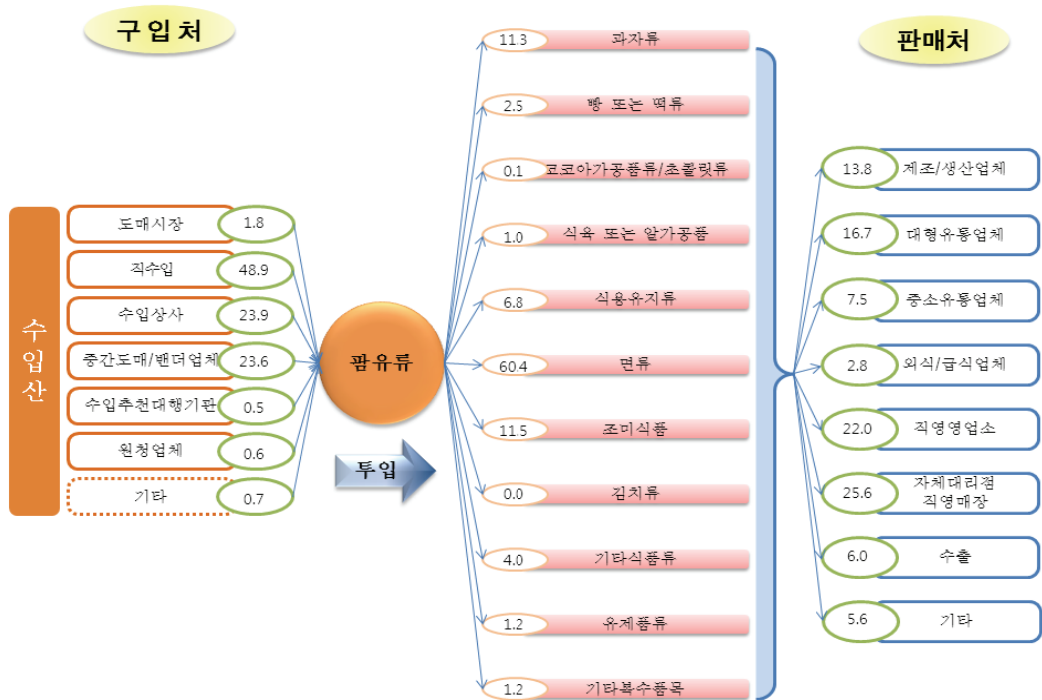 구입처
판매처
수입산
도매시장 1.8
직수입 48.9
수입상사 23.9
중간도매/밴더업체 23.6
수입추천대행기관 0.5
원청업체 0.6
기타 0.7
팜유류
투입
11.3 과자류
2.5 빵 또는 떡류
0.1 코코아가공품류/초콜릿류
1.0 식육 또는 알가공품
6.8 식용유지류
60.4 면류
11.5 조미식품
0.0 김치류
4.0 기타식품류
1.2 유제품류
1.2 기타복수품목
13.8 제조/생산업체
16.7 대형유통업체
7.5 중소유통업체
2.8 외식/급식업체
22.0 직영영업소
25.6 자체대리점
직영매장
6.0 수출
5.6 기타